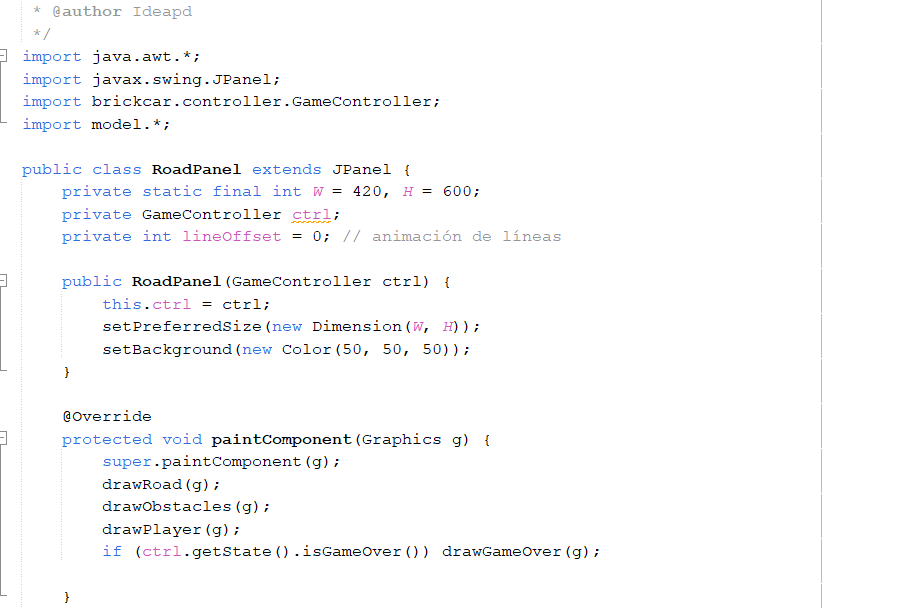 * @author Ideapd
*/
import java.awt.*;
import javax.swing.JPanel;
import brickcar.controller.GameController;
import model.*;
public class RoadPanel extends JPanel {
private static final int W = 420, H = 600;
private GameController ctrl;
private int lineOffset = 0; // animación de líneas
public RoadPanel(GameController ctrl) {
this.ctrl = ctrl;
setPreferredSize(new Dimension(W, H));
setBackground(new Color(50, 50, 50));
}
@Override
protected void paintComponent(Graphics g) {
super.paintComponent(g);
drawRoad(g);
drawObstacles(g);
drawPlayer(g);
if (ctrl.getState().isGameOver()) drawGameOver(g);
}